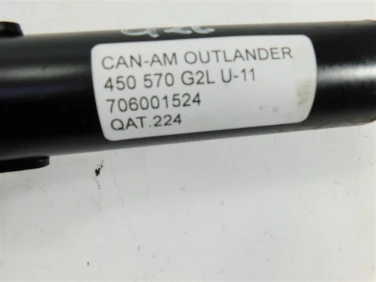 CAN-AM OUTLANDER
450 570 G2L U-11
706001524
QAT.224